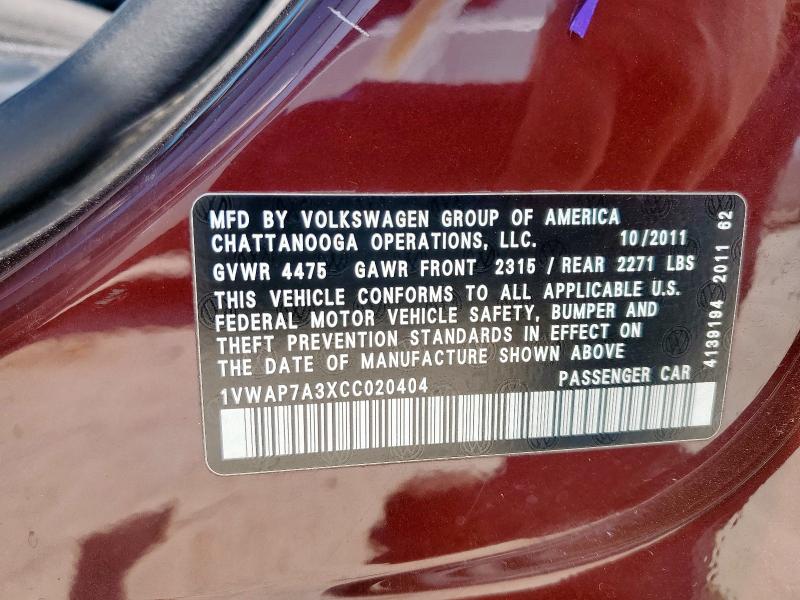 MFD BY VOLKSWAGEN GROUP OF AMERICA
CHATTANOOGA OPERATIONS, LLC. 10/2011
GVWR 4475 GAWR FRONT 2315 / REAR 2271 LBS
THIS VEHICLE CONFORMS TO ALL APPLICABLE U.S.
FEDERAL MOTOR VEHICLE SAFETY, BUMPER AND
THEFT PREVENTION STANDARDS IN EFFECT ON
THE DATE OF MANUFACTURE SHOWN ABOVE
1VWAP7A3XCC020404 PASSENGER CAR
4139194 2011 62